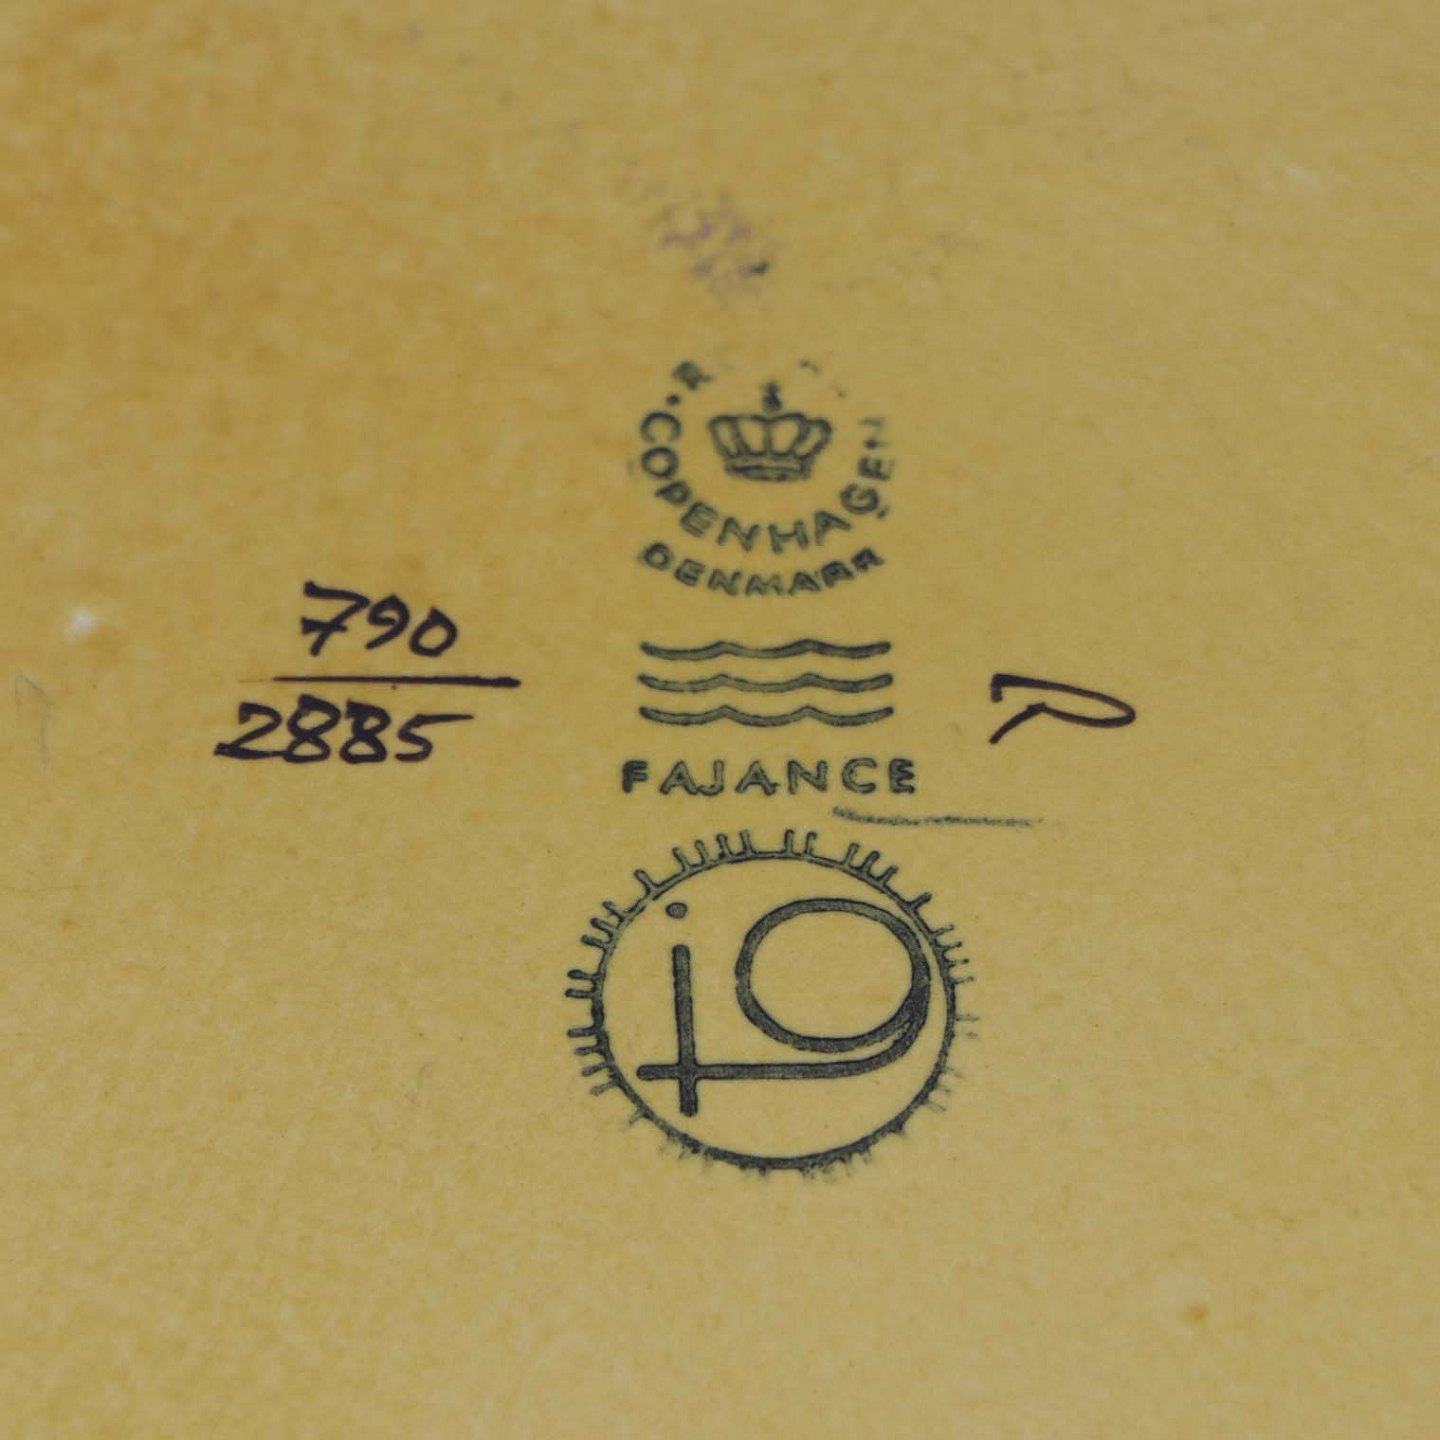 R • COPENHAGEN
DENMARK
790
2885
FAJANCE